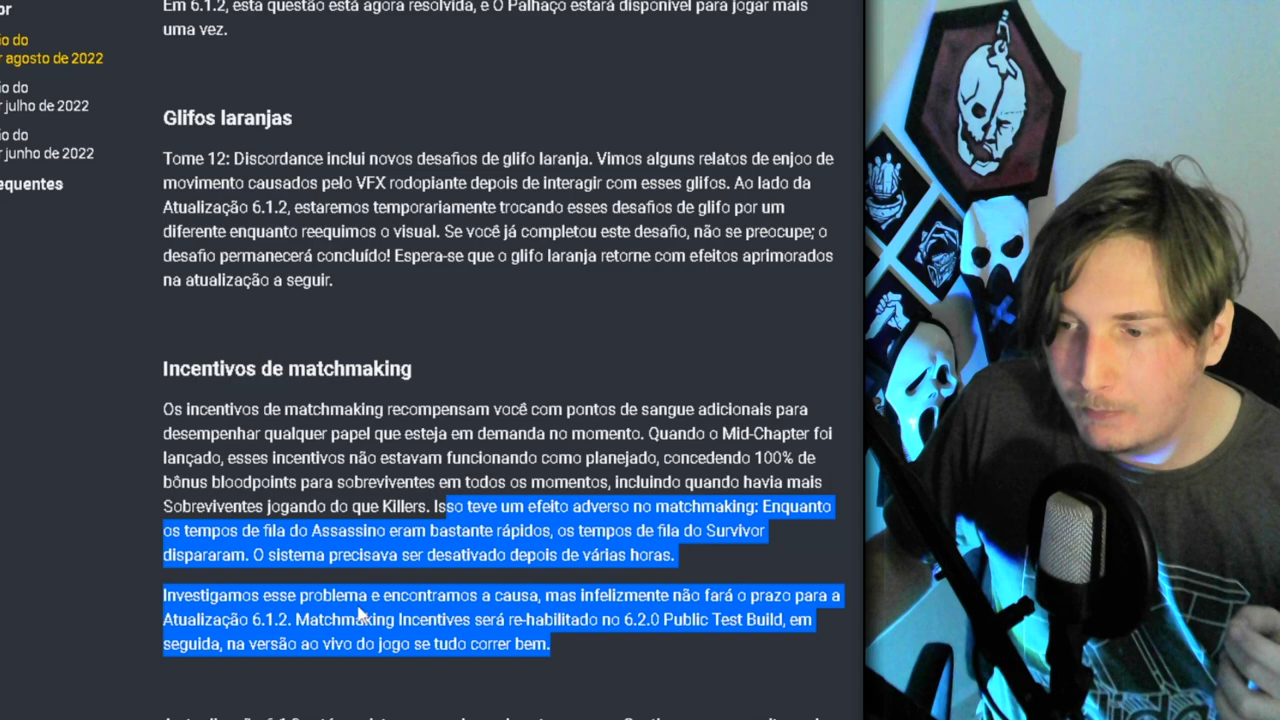 Em 6.1.2, esta questão está agora resolvida, e O Palhaço estará disponível para jogar mais
uma vez.
or
ão do
r agosto de 2022
ão do
r julho de 2022
ão do
r junho de 2022
equentes
Glifos laranjas
Tome 12: Discordance inclui novos desafios de glifo laranja. Vimos alguns relatos de enjoo de
movimento causados pelo VFX rodopiante depois de interagir com esses glifos. Ao lado da
Atualização 6.1.2, estaremos temporariamente trocando esses desafios de glifo por um
diferente enquanto reequimos o visual. Se você já completou este desafio, não se preocupe; o
desafio permanecerá concluído! Espera-se que o glifo laranja retorne com efeitos aprimorados
na atualização a seguir.
Incentivos de matchmaking
Os incentivos de matchmaking recompensam você com pontos de sangue adicionais para
desempenhar qualquer papel que esteja em demanda no momento. Quando o Mid-Chapter foi
lançado, esses incentivos não estavam funcionando como planejado, concedendo 100% de
bônus bloodpoints para sobreviventes em todos os momentos, incluindo quando havia mais
Sobreviventes jogando do que Killers. Isso teve um efeito adverso no matchmaking: Enquanto
os tempos de fila do Assassino eram bastante rápidos, os tempos de fila do Survivor
dispararam. O sistema precisava ser desativado depois de várias horas.
Investigamos esse problema e encontramos a causa, mas infelizmente não fará o prazo para a
Atualização 6.1.2. Matchmaking Incentives será re-habilitado no 6.2.0 Public Test Build, em
seguida, na versão ao vivo do jogo se tudo correr bem.